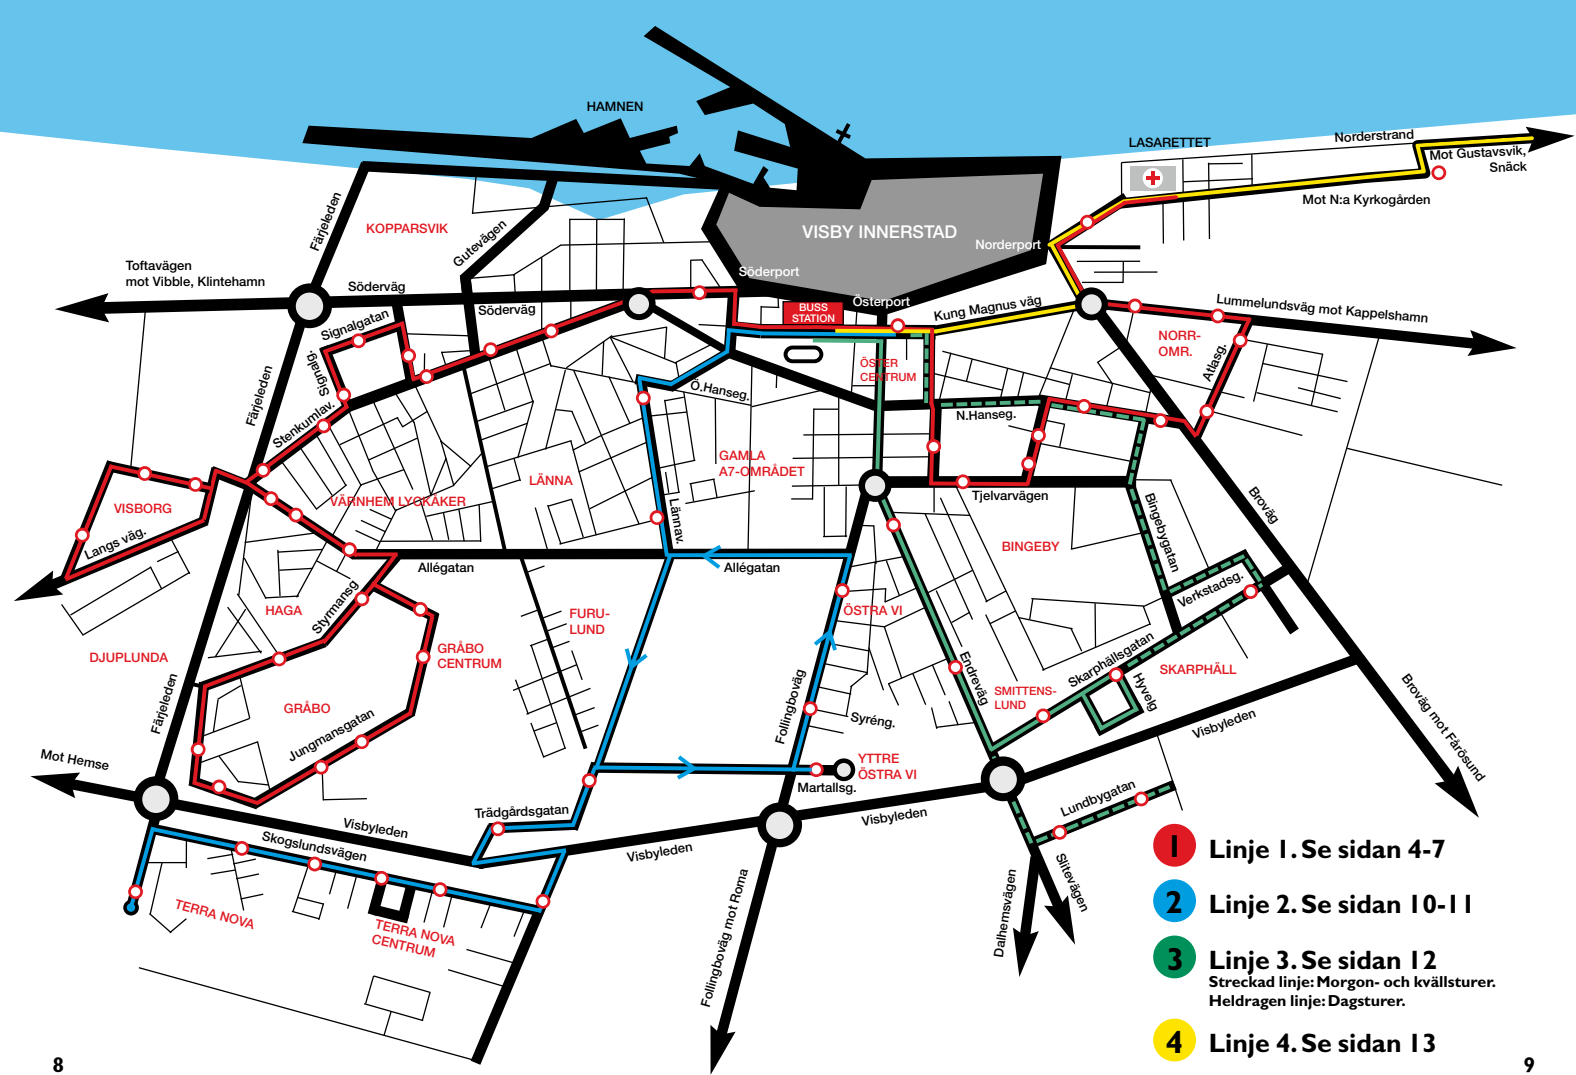 HAMNEN
LASARETTET
Norderstrand
Mot Gustavsvik,
Snäck
Mot N:a Kyrkogården
Färjeleden
KOPPARSVIK
Gutevägen
VISBY INNERSTAD
Norderport
Toftavägen
mot Vibble, Klintehamn
Söderväg
Söderport
Söderväg
BUSS
STATION
Österport
Kung Magnus väg
Lummelundsväg mot Kappelshamn
Signalgatan
Signalg.
NORR-
OMR.
Atlasg.
ÖSTER
CENTRUM
Färjeleden
Stenkumlav.
Ö.Hanseg.
N.Hanseg.
GAMLA
A7-OMRÅDET
LÄNNA
VÄRNHEM LYCKÅKER
VISBORG
Langs väg.
Lännav.
Tjelvarvägen
Broväg
Bingebygatan
BINGEBY
Allégatan
Allégatan
Verkstadsg.
HAGA
Styrmansg
FURU-
LUND
ÖSTRA VI
DJUPLUNDA
GRÅBO
CENTRUM
Endreväg
Skarphällsgatan
SKARPHÄLL
SMITTENS-
LUND
Hyvelg
Färjeleden
GRÅBO
Jungmansgatan
Follingboväg
Syréng.
Visbyleden
Broväg mot Fårösund
Mot Hemse
YTTRE
ÖSTRA VI
Martallsg.
Lundbygatan
Trädgårdsgatan
Visbyleden
Visbyleden
Visbyleden
Skogslundsvägen
Slitevägen
Dalhemsvägen
Follingboväg mot Roma
TERRA NOVA
TERRA NOVA
CENTRUM
1 Linje 1. Se sidan 4-7
2 Linje 2. Se sidan 10-11
3 Linje 3. Se sidan 12
Streckad linje: Morgon- och kvällsturer.
Heldragen linje: Dagsturer.
4 Linje 4. Se sidan 13
8
9